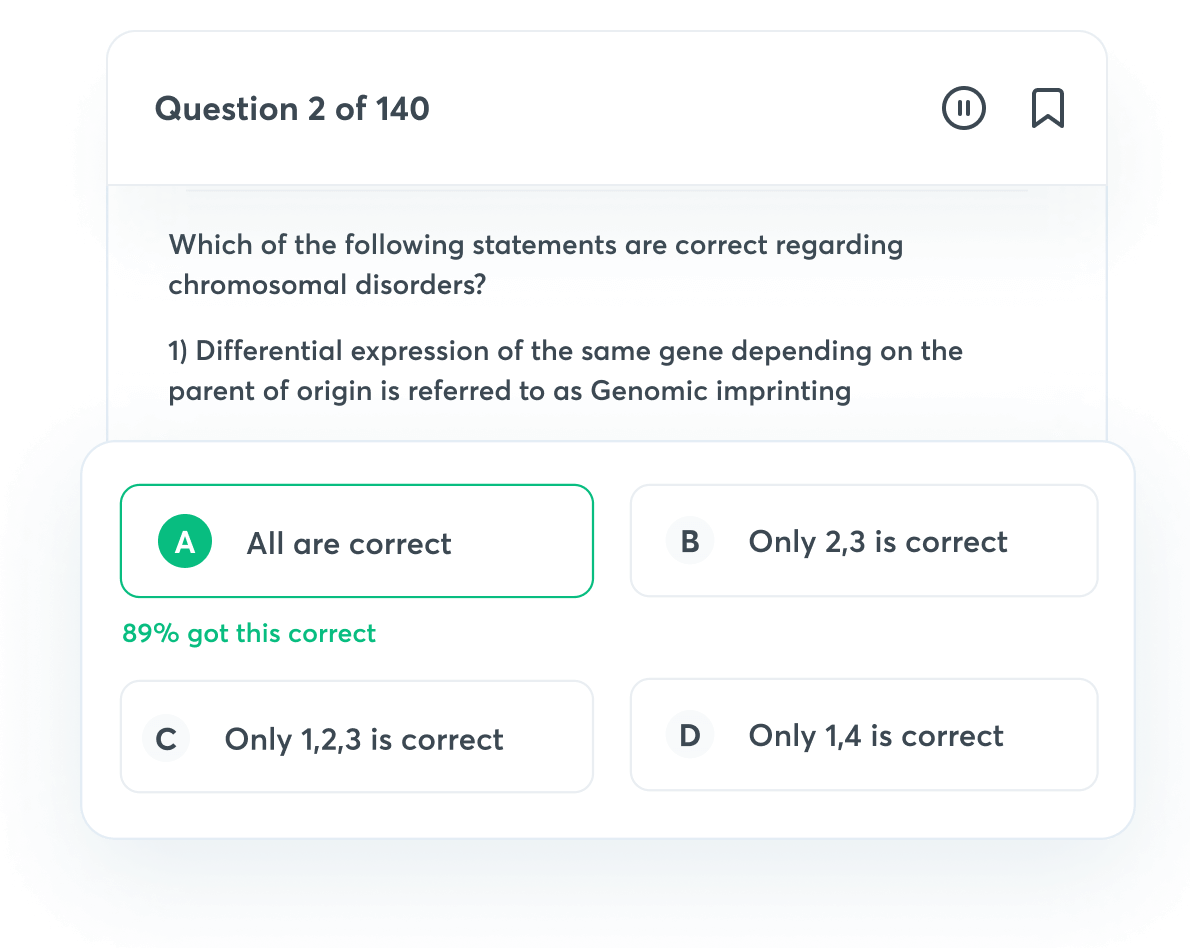 Question 2 of 140
Which of the following statements are correct regarding
chromosomal disorders?
1) Differential expression of the same gene depending on the
parent of origin is referred to as Genomic imprinting
A All are correct
B Only 2,3 is correct
89% got this correct
C Only 1,2,3 is correct
D Only 1,4 is correct